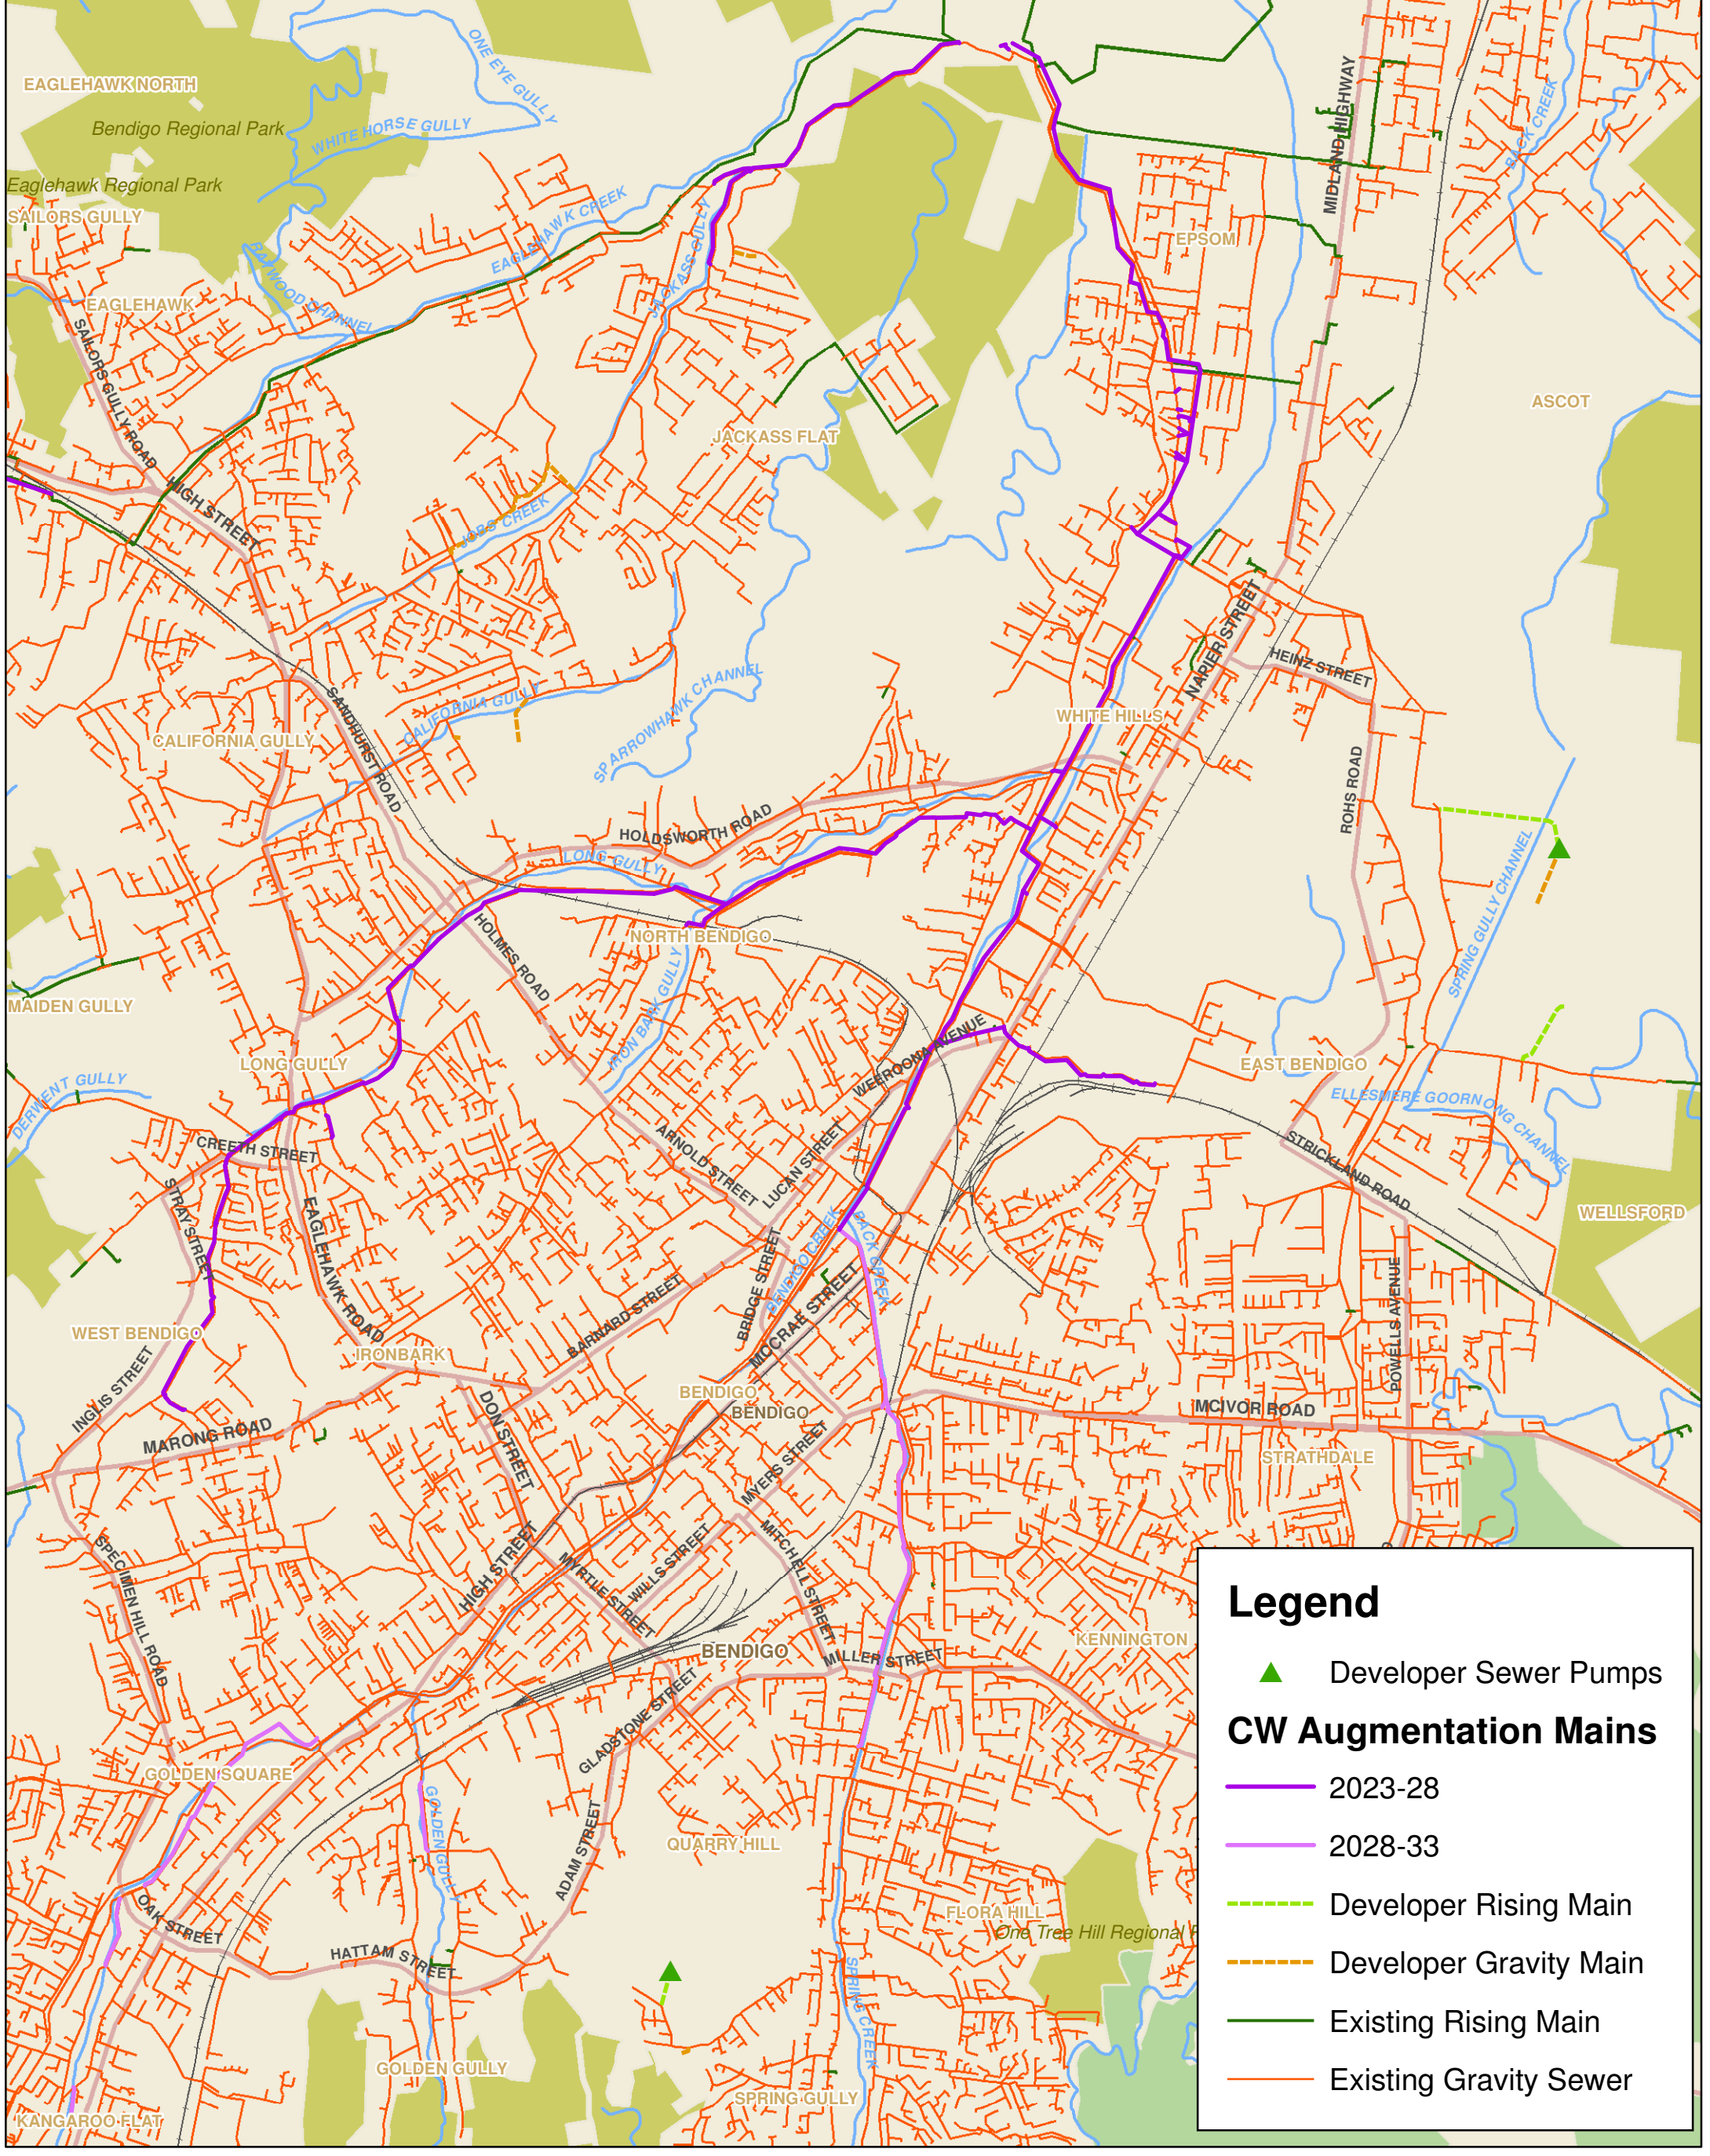 ONE EYE GULLY
EAGLEHAWK NORTH
MIDLAND HIGHWAY
BACK CREEK
Bendigo Regional Park
WHITE HORSE GULLY
Eaglehawk Regional Park
SAILORS GULLY
EAGLEHAWK CREEK
JACKASS GULLY
EPSOM
RAYWOOD CHANNEL
EAGLEHAWK
SAILORS GULLY ROAD
ASCOT
JACKASS FLAT
HIGH STREET
JOBS CREEK
NAPIER STREET
HEINZ STREET
SANDHURST ROAD
CALIFORNIA GULLY
SPARROWHAWK CHANNEL
WHITE HILLS
CALIFORNIA GULLY
ROHS ROAD
HOLDSWORTH ROAD
LONG GULLY
SPRING GULLY CHANNEL
HOLMES ROAD
NORTH BENDIGO
MAIDEN GULLY
IRON BARK GULLY
WEEROONA AVENUE
LONG GULLY
EAST BENDIGO
DERWENT GULLY
ELLESMERE GOORNONG CHANNEL
CREETH STREET
ARNOLD STREET
LUCAN STREET
STRICKLAND ROAD
STRAY STREET
EAGLEHAWK ROAD
BENDIGO CREEK
BACK CREEK
WELLSFORD
BRIDGE STREET
MCCRAE STREET
BARNARD STREET
POWELLS AVENUE
WEST BENDIGO
IRONBARK
INGLIS STREET
BENDIGO
BENDIGO
DON STREET
MCIVOR ROAD
MARONG ROAD
STRATHDALE
MYERS STREET
SPECIMEN HILL ROAD
HIGH STREET
MYRTLE STREET
WILLS STREET
MITCHELL STREET
BENDIGO
MILLER STREET
KENNINGTON
GLADSTONE STREET
GOLDEN SQUARE
GOLDEN GULLY
ADAM STREET
QUARRY HILL
OAK STREET
FLORA HILL
One Tree Hill Regional P
HATTAM STREET
SPRING CREEK
GOLDEN GULLY
SPRING GULLY
KANGAROO FLAT
Legend
Developer Sewer Pumps
CW Augmentation Mains
2023-28
2028-33
Developer Rising Main
Developer Gravity Main
Existing Rising Main
Existing Gravity Sewer